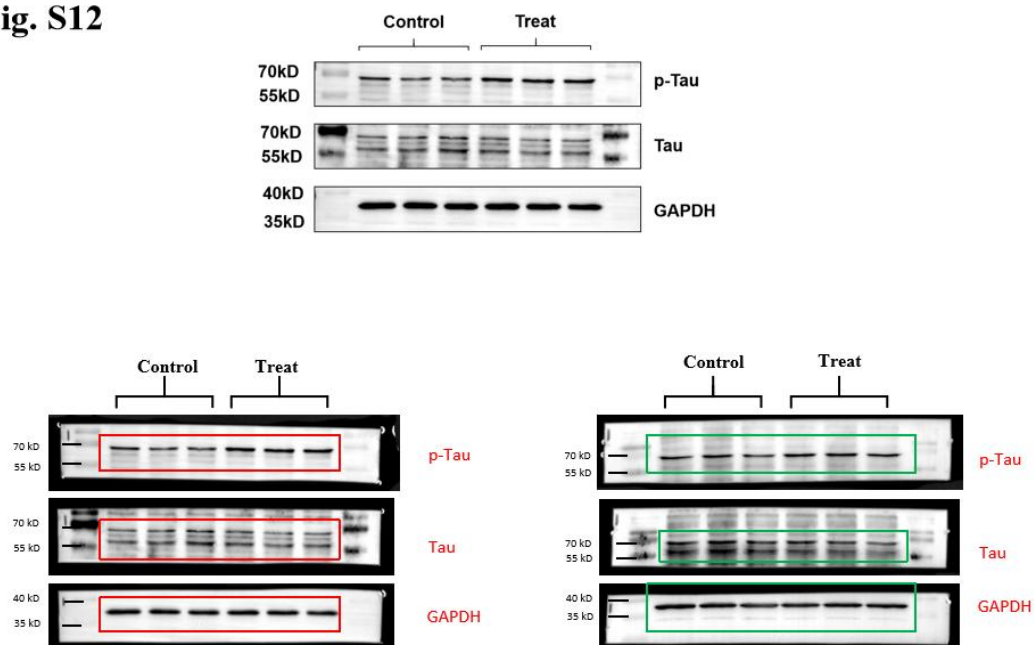 ig. S12
Control Treat
70kD
55kD
p-Tau
70kD
55kD
Tau
40kD
35kD
GAPDH
Control Treat
70 kD
55 kD
p-Tau
70 kD
55 kD
Tau
40 kD
35 kD
GAPDH
Control Treat
70 kD
55 kD
p-Tau
70 kD
55 kD
Tau
40 kD
35 kD
GAPDH